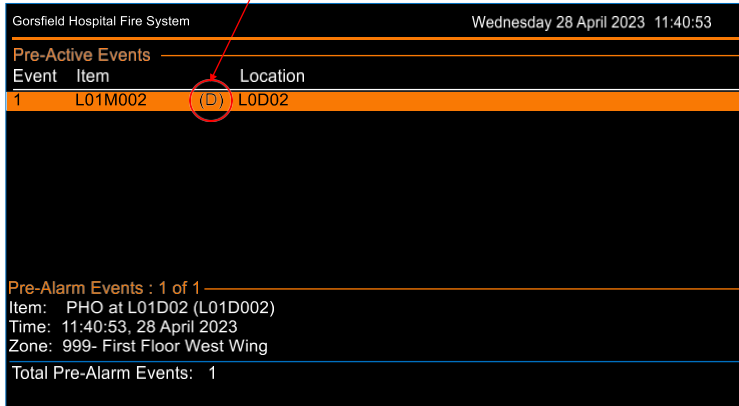 Gorsfield Hospital Fire System Wednesday 28 April 2023 11:40:53
Pre-Active Events
Event Item Location
1 L01M002 (D) L0D02
Pre-Alarm Events : 1 of 1
Item: PHO at L01D02 (L01D002)
Time: 11:40:53, 28 April 2023
Zone: 999- First Floor West Wing
Total Pre-Alarm Events: 1